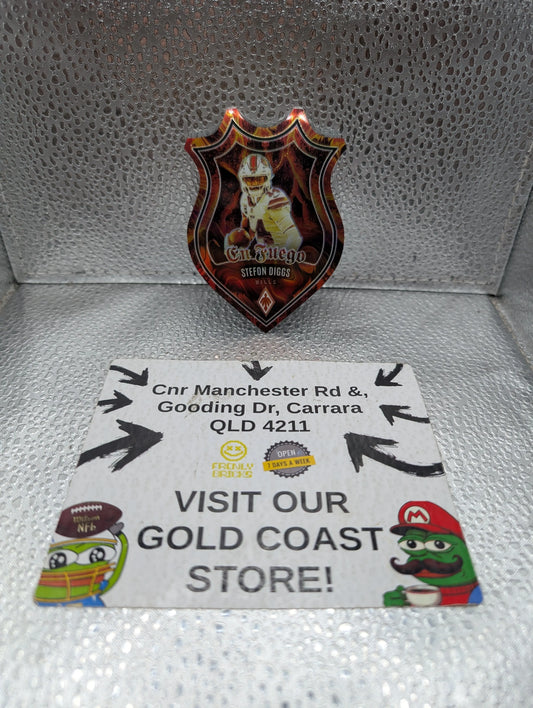 En Fuego
STEFON DIGGS
BILLS
Cnr Manchester Rd &,
Gooding Dr, Carrara
QLD 4211
FRENLY
BRICKS
OPEN
7 DAYS A WEEK
VISIT OUR
GOLD COAST
STORE!
Wilson
NFL
M